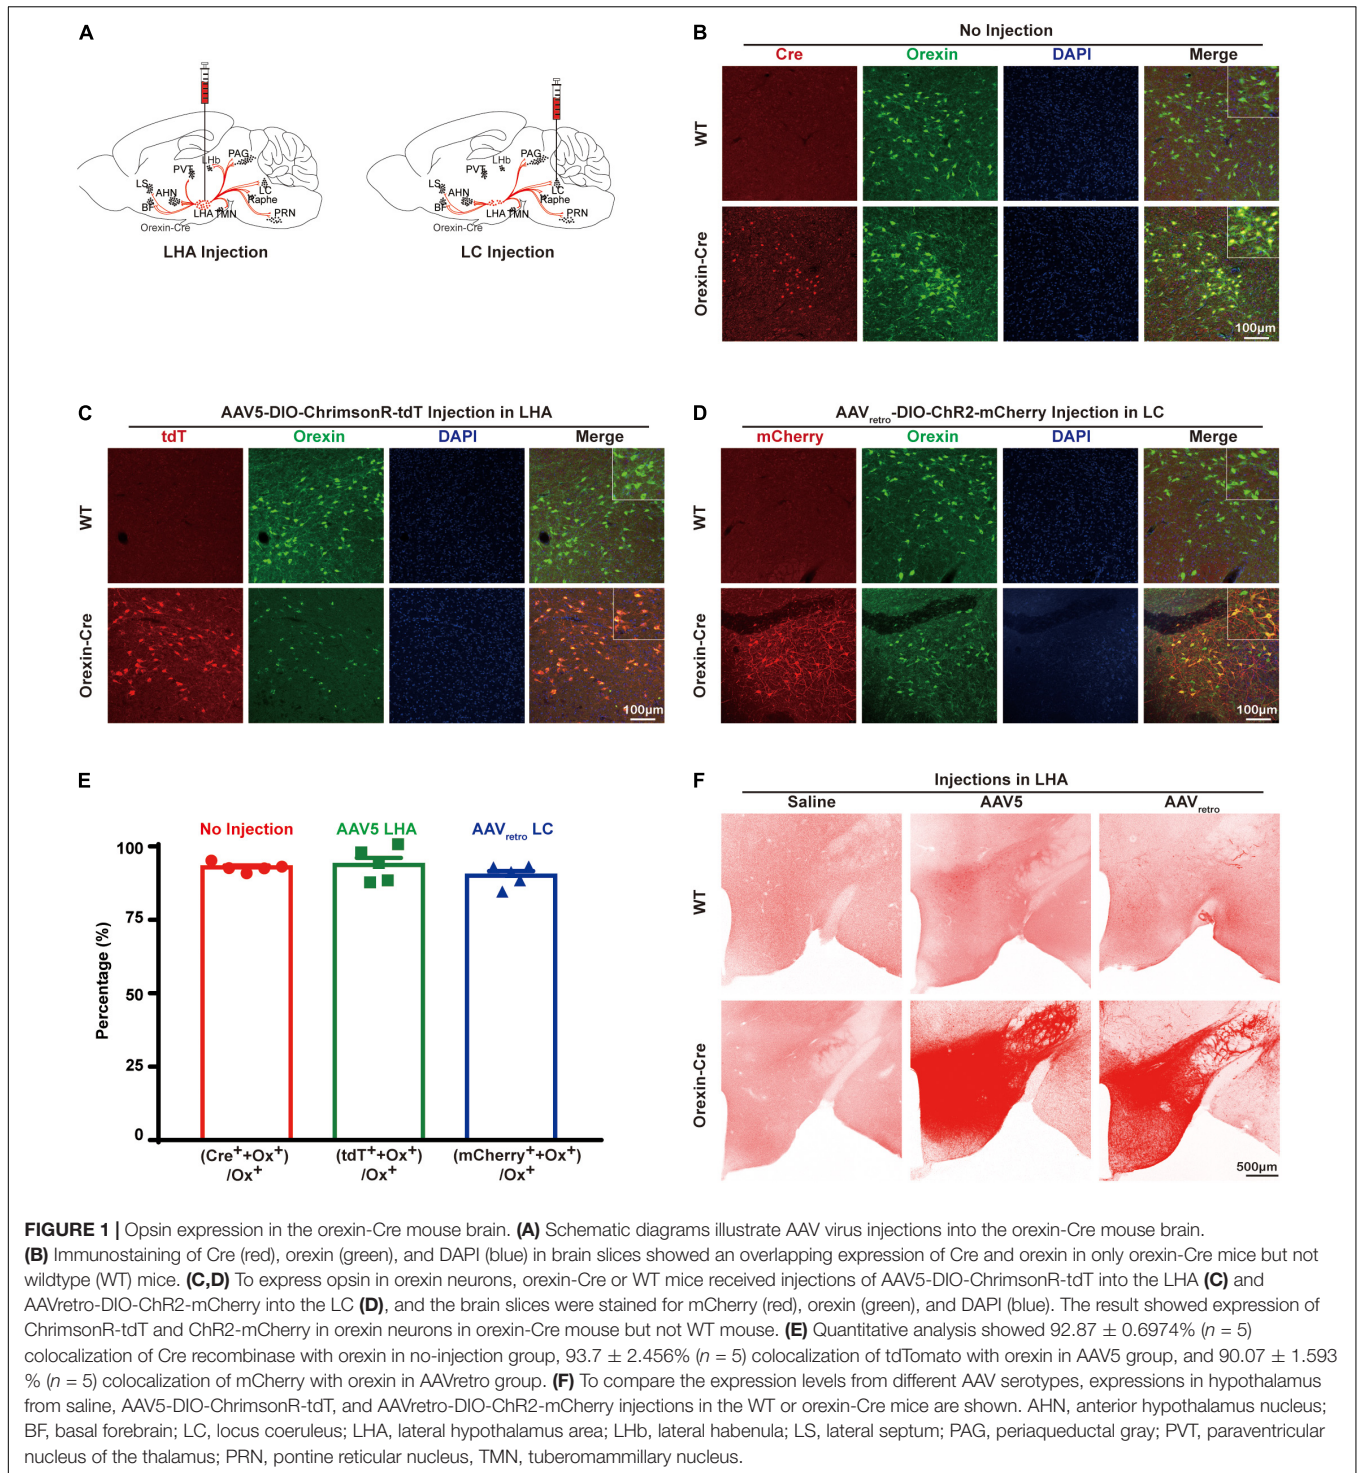 A
LHb
PAG
PVT
LS
AHN
BF
LC
Raphe
LHA
TMN
PRN
Orexin-Cre
LHA Injection
LHb
PAG
PVT
LS
AHN
BF
LC
Raphe
LHA
TMN
PRN
Orexin-Cre
LC Injection
B
No Injection
Cre Orexin DAPI Merge
WT
Orexin-Cre
100µm
C
AAV5-DIO-ChrimsonR-tdT Injection in LHA
tdT Orexin DAPI Merge
WT
Orexin-Cre
100µm
D
AAVretro-DIO-ChR2-mCherry Injection in LC
mCherry Orexin DAPI Merge
WT
Orexin-Cre
100µm
E
No Injection AAV5 LHA AAVretro LC
Percentage (%)
100
75
50
25
0
(Cre⁺+Ox⁺) (tdT⁺+Ox⁺) (mCherry⁺+Ox⁺)
/Ox⁺ /Ox⁺ /Ox⁺
F
Injections in LHA
Saline AAV5 AAVretro
WT
Orexin-Cre
500µm
FIGURE 1 | Opsin expression in the orexin-Cre mouse brain. (A) Schematic diagrams illustrate AAV virus injections into the orexin-Cre mouse brain.
(B) Immunostaining of Cre (red), orexin (green), and DAPI (blue) in brain slices showed an overlapping expression of Cre and orexin in only orexin-Cre mice but not
wildtype (WT) mice. (C,D) To express opsin in orexin neurons, orexin-Cre or WT mice received injections of AAV5-DIO-ChrimsonR-tdT into the LHA (C) and
AAVretro-DIO-ChR2-mCherry into the LC (D), and the brain slices were stained for mCherry (red), orexin (green), and DAPI (blue). The result showed expression of
ChrimsonR-tdT and ChR2-mCherry in orexin neurons in orexin-Cre mouse but not WT mouse. (E) Quantitative analysis showed 92.87 ± 0.6974% (n = 5)
colocalization of Cre recombinase with orexin in no-injection group, 93.7 ± 2.456% (n = 5) colocalization of tdTomato with orexin in AAV5 group, and 90.07 ± 1.593
% (n = 5) colocalization of mCherry with orexin in AAVretro group. (F) To compare the expression levels from different AAV serotypes, expressions in hypothalamus
from saline, AAV5-DIO-ChrimsonR-tdT, and AAVretro-DIO-ChR2-mCherry injections in the WT or orexin-Cre mice are shown. AHN, anterior hypothalamus nucleus;
BF, basal forebrain; LC, locus coeruleus; LHA, lateral hypothalamus area; LHb, lateral habenula; LS, lateral septum; PAG, periaqueductal gray; PVT, paraventricular
nucleus of the thalamus; PRN, pontine reticular nucleus, TMN, tuberomammillary nucleus.